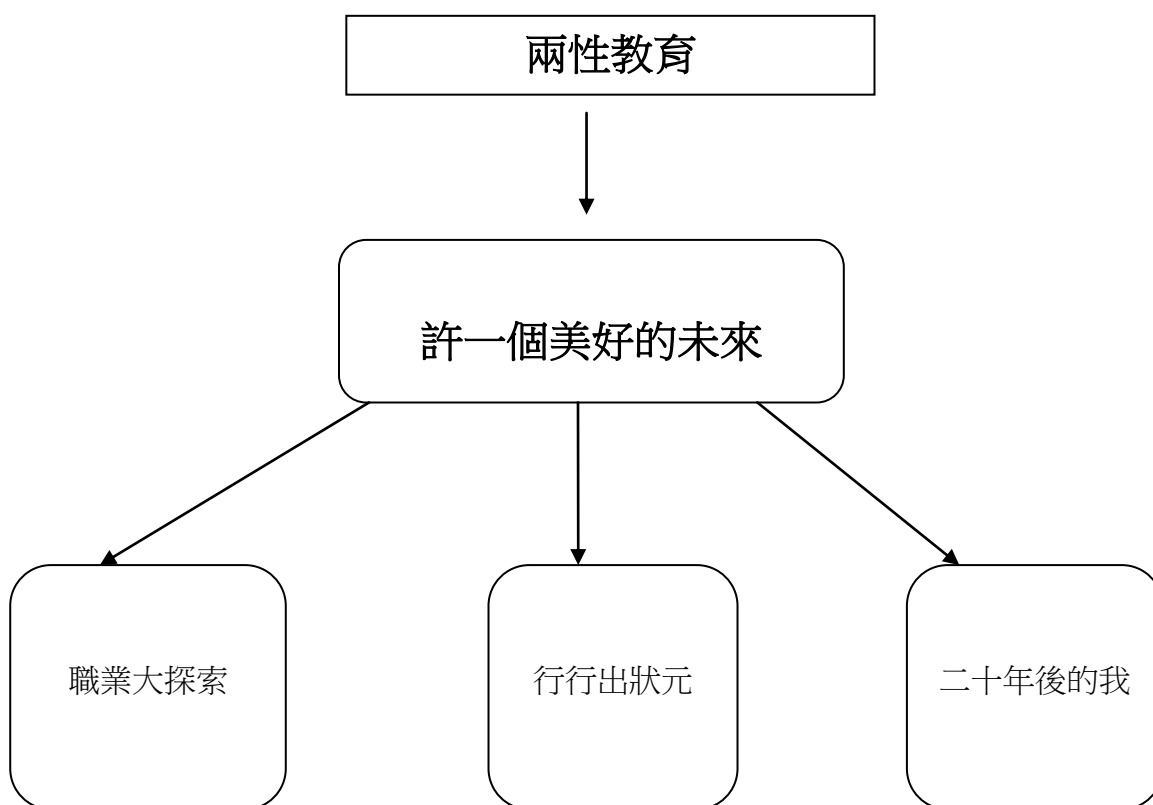 兩性教育
許一個美好的未來
職業大探索
行行出狀元
二十年後的我